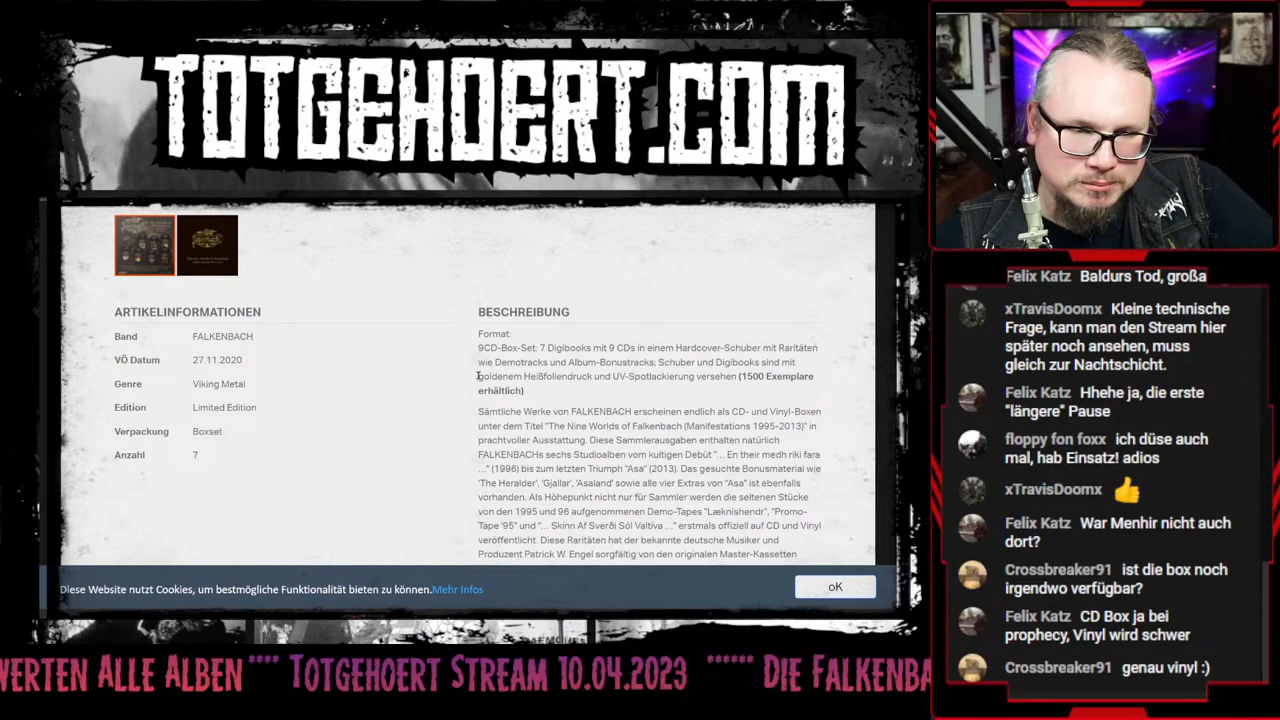 TOTGEHOERT.COM
ARTIKELINFORMATIONEN
Band FALKENBACH
VÖ Datum 27.11.2020
Genre Viking Metal
Edition Limited Edition
Verpackung Boxset
Anzahl 7
BESCHREIBUNG
Format:
9CD-Box-Set: 7 Digibooks mit 9 CDs in einem Hardcover-Schuber mit Raritäten
wie Demotracks und Album-Bonustracks; Schuber und Digibooks sind mit
goldenem Heißfoliendruck und UV-Spotlackierung versehen (1500 Exemplare
erhältlich)
Sämtliche Werke von FALKENBACH erscheinen endlich als CD- und Vinyl-Boxen
unter dem Titel "The Nine Worlds of Falkenbach (Manifestations 1995-2013)" in
prachtvoller Ausstattung. Diese Sammlerausgaben enthalten natürlich
FALKENBACHs sechs Studioalben vom kultigen Debüt "... En their medh riki fara
..." (1996) bis zum letzten Triumph "Asa" (2013). Das gesuchte Bonusmaterial wie
'The Heralder', 'Gjallar', 'Asaland' sowie alle vier Extras von "Asa" ist ebenfalls
vorhanden. Als Höhepunkt nicht nur für Sammler werden die seltenen Stücke
von den 1995 und 96 aufgenommenen Demo-Tapes "Læknishendr", "Promo-
Tape '95" und "... Skínn Af Sverði Sól Valtíva ..." erstmals offiziell auf CD und Vinyl
veröffentlicht. Diese Raritäten hat der bekannte deutsche Musiker und
Produzent Patrick W. Engel sorgfältig von den originalen Master-Kassetten
Diese Website nutzt Cookies, um bestmögliche Funktionalität bieten zu können.Mehr Infos
oK
WERTEN ALLE ALBEN **** TOTGEHOERT STREAM 10.04.2023 ****** DIE FALKENBA
Felix Katz Baldurs Tod, großa
xTravisDoomx Kleine technische
Frage, kann man den Stream hier
später noch ansehen, muss
gleich zur Nachtschicht.
Felix Katz Hhehe ja, die erste
"längere" Pause
floppy fon foxx ich düse auch
mal, hab Einsatz! adios
xTravisDoomx 👍
Felix Katz War Menhir nicht auch
dort?
Crossbreaker91 ist die box noch
irgendwo verfügbar?
Felix Katz CD Box ja bei
prophecy, Vinyl wird schwer
Crossbreaker91 genau vinyl :)